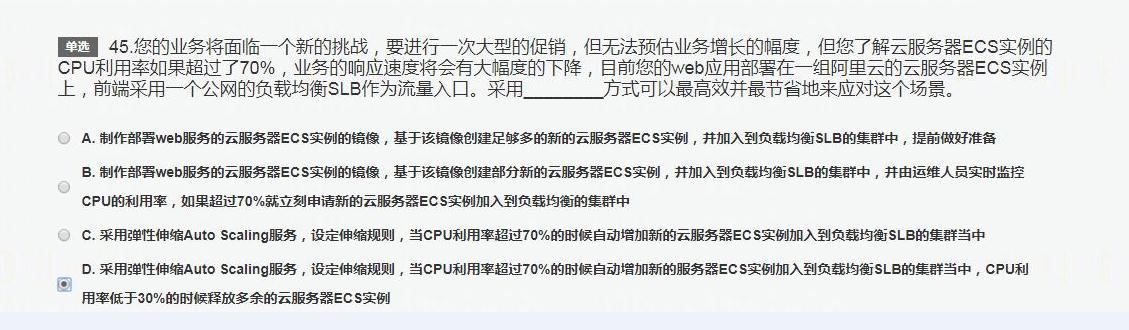 单选 45.您的业务将面临一个新的挑战，要进行一次大型的促销，但无法预估业务增长的幅度，但您了解云服务器ECS实例的
CPU利用率如果超过了70%，业务的响应速度将会有大幅度的下降，目前您的web应用部署在一组阿里云的云服务器ECS实例
上，前端采用一个公网的负载均衡SLB作为流量入口。采用________方式可以最高效并最节省地来应对这个场景。
A. 制作部署web服务的云服务器ECS实例的镜像，基于该镜像创建足够多的新的云服务器ECS实例，并加入到负载均衡SLB的集群中，提前做好准备
B. 制作部署web服务的云服务器ECS实例的镜像，基于该镜像创建部分新的云服务器ECS实例，并加入到负载均衡SLB的集群中，并由运维人员实时监控
CPU的利用率，如果超过70%就立刻申请新的云服务器ECS实例加入到负载均衡的集群中
C. 采用弹性伸缩Auto Scaling服务，设定伸缩规则，当CPU利用率超过70%的时候自动增加新的云服务器ECS实例加入到负载均衡SLB的集群当中
D. 采用弹性伸缩Auto Scaling服务，设定伸缩规则，当CPU利用率超过70%的时候自动增加新的服务器ECS实例加入到负载均衡SLB的集群当中，CPU利
用率低于30%的时候释放多余的云服务器ECS实例